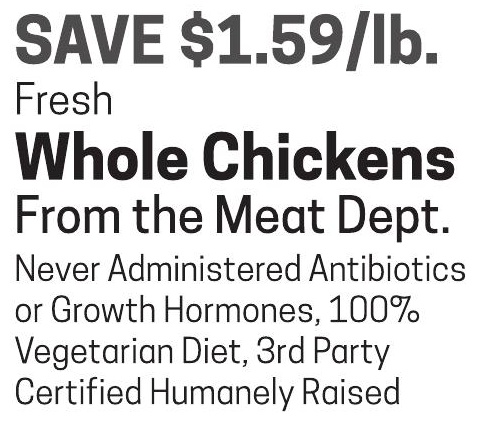 SAVE $1.59/lb.
Fresh
Whole Chickens
From the Meat Dept.
Never Administered Antibiotics
or Growth Hormones, 100%
Vegetarian Diet, 3rd Party
Certified Humanely Raised